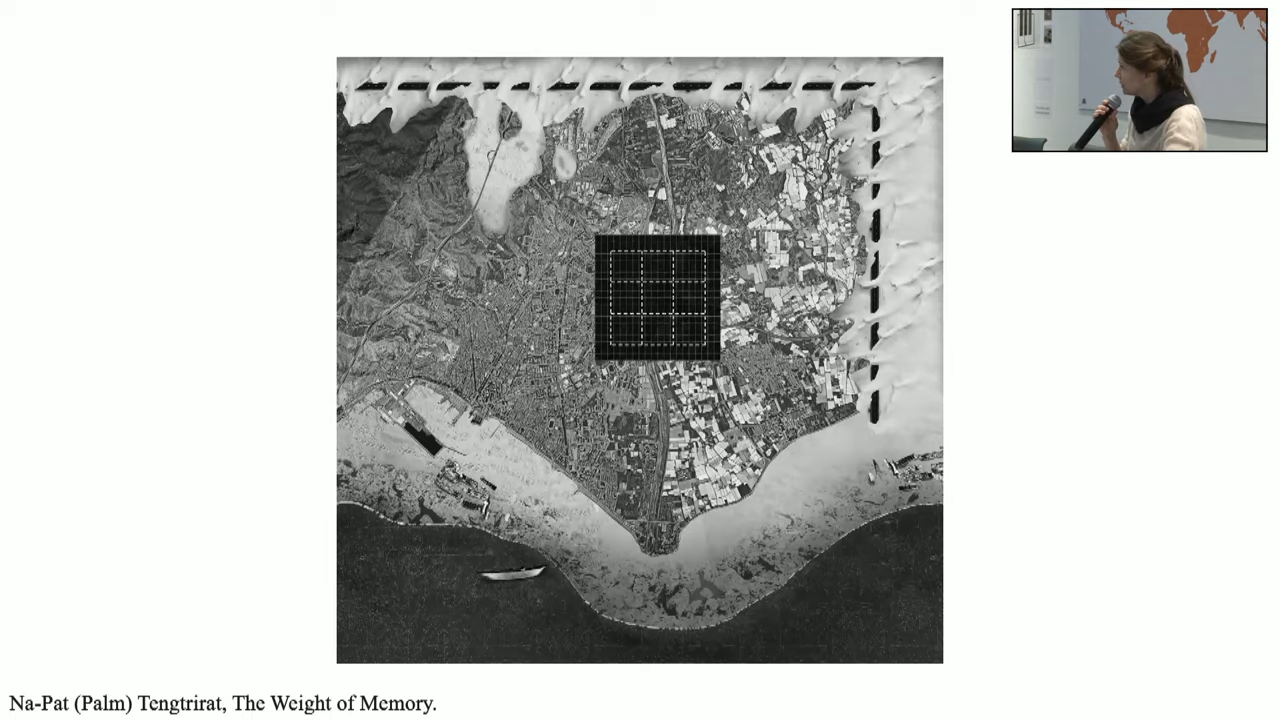 Na-Pat (Palm) Tengtrirat, The Weight of Memory.